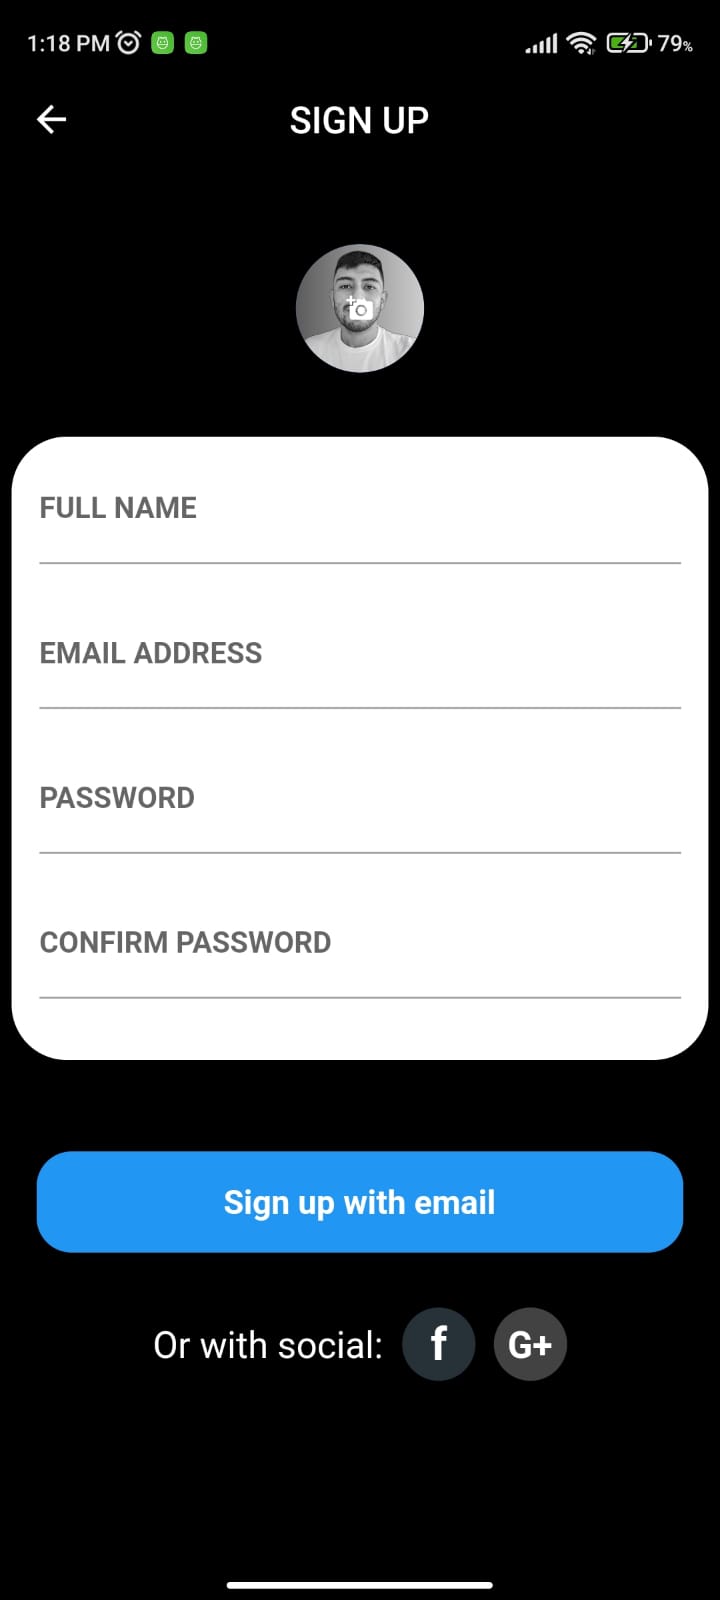 1:18 PM 79%
SIGN UP
FULL NAME
EMAIL ADDRESS
PASSWORD
CONFIRM PASSWORD
Sign up with email
Or with social: f G+